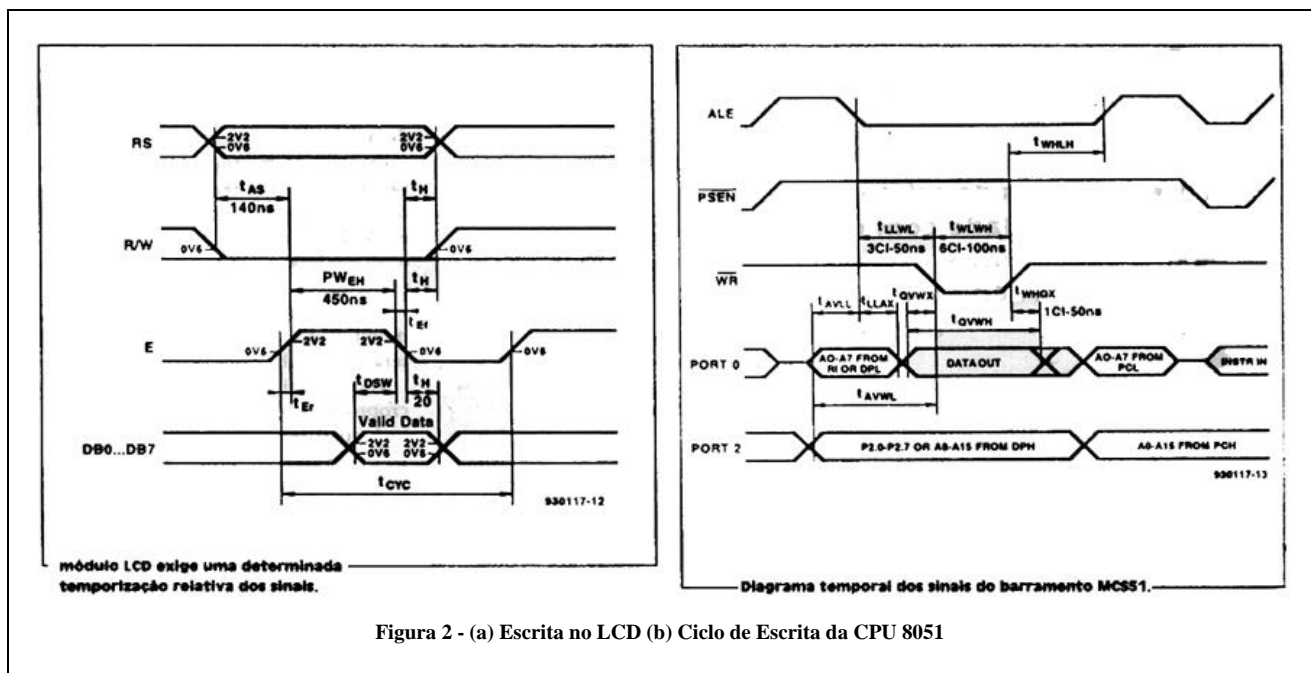 RS
2V2
0V6
2V2
0V6
tAS
140ns
tH
R/W
0V6
0V6
PWEH
450ns
tH
tEf
E
0V6
2V2
2V2
0V6
0V6
tEr
tDSW
tH
20
Valid Data
DB0...DB7
2V2
0V6
2V2
0V6
tCYC
930117-12
módulo LCD exige uma determinada
temporização relativa dos sinais.
ALE
tWHLH
PSEN
tLLWL
3Cl-50ns
tWLWH
6Cl-100ns
WR
tAVLL
tLLAX
tQVWX
tWHQX
1Cl-50ns
tQVWH
PORT 0
A0-A7 FROM
RI OR DPL
DATA OUT
A0-A7 FROM
PCL
INSTR IN
tAVWL
PORT 2
P2.0-P2.7 OR A8-A15 FROM DPH
A0-A15 FROM PCH
930117-13
Diagrama temporal dos sinais do barramento MCS51.
Figura 2 - (a) Escrita no LCD (b) Ciclo de Escrita da CPU 8051